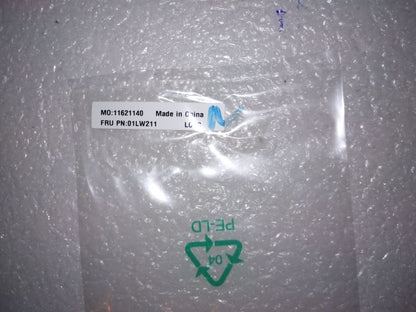 MO:11621140 Made in China
FRU PN:01LW211
PE-LD
04